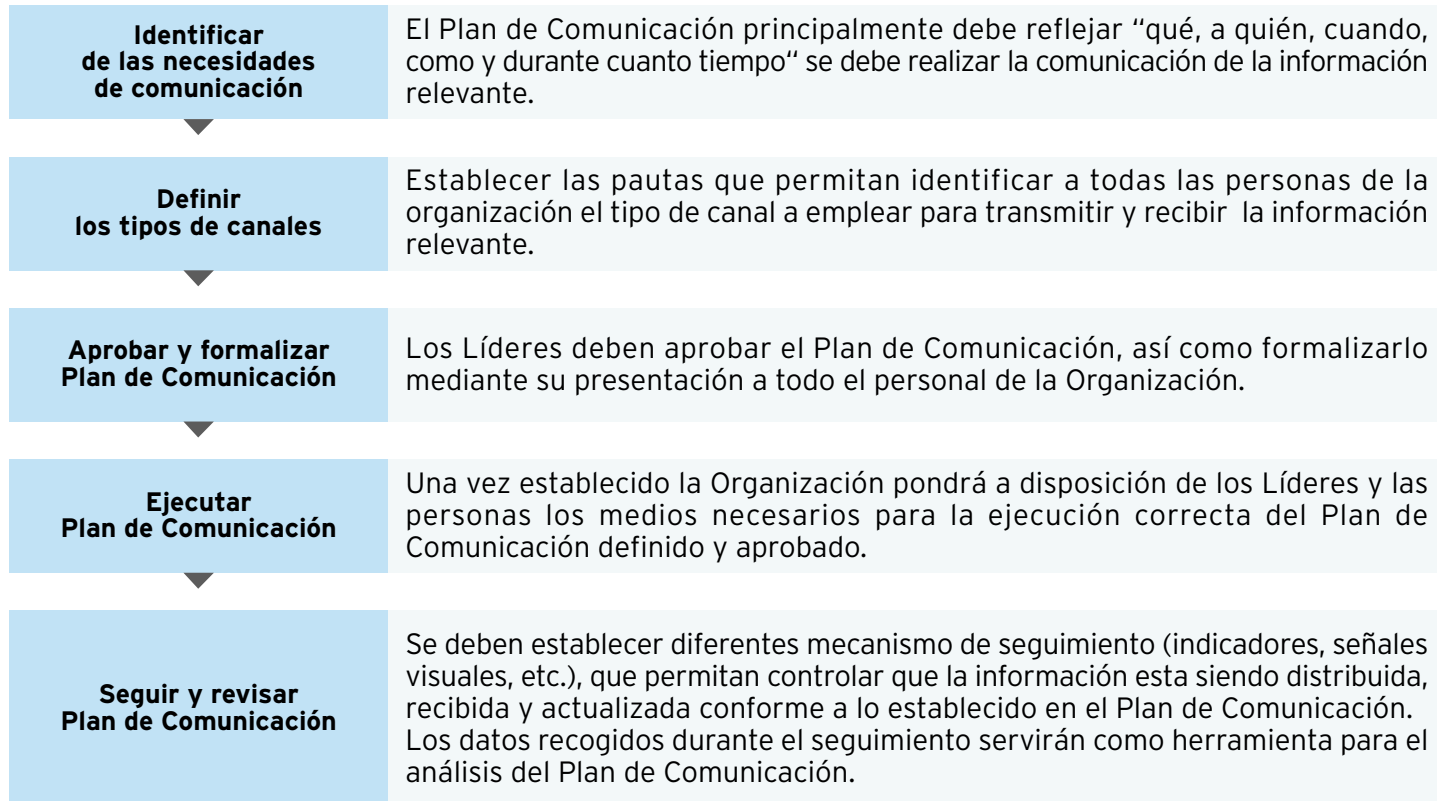 Identificar
de las necesidades
de comunicación
El Plan de Comunicación principalmente debe reflejar “qué, a quién, cuando,
como y durante cuanto tiempo“ se debe realizar la comunicación de la información
relevante.
Definir
los tipos de canales
Establecer las pautas que permitan identificar a todas las personas de la
organización el tipo de canal a emplear para transmitir y recibir la información
relevante.
Aprobar y formalizar
Plan de Comunicación
Los Líderes deben aprobar el Plan de Comunicación, así como formalizarlo
mediante su presentación a todo el personal de la Organización.
Ejecutar
Plan de Comunicación
Una vez establecido la Organización pondrá a disposición de los Líderes y las
personas los medios necesarios para la ejecución correcta del Plan de
Comunicación definido y aprobado.
Seguir y revisar
Plan de Comunicación
Se deben establecer diferentes mecanismo de seguimiento (indicadores, señales
visuales, etc.), que permitan controlar que la información esta siendo distribuida,
recibida y actualizada conforme a lo establecido en el Plan de Comunicación.
Los datos recogidos durante el seguimiento servirán como herramienta para el
análisis del Plan de Comunicación.